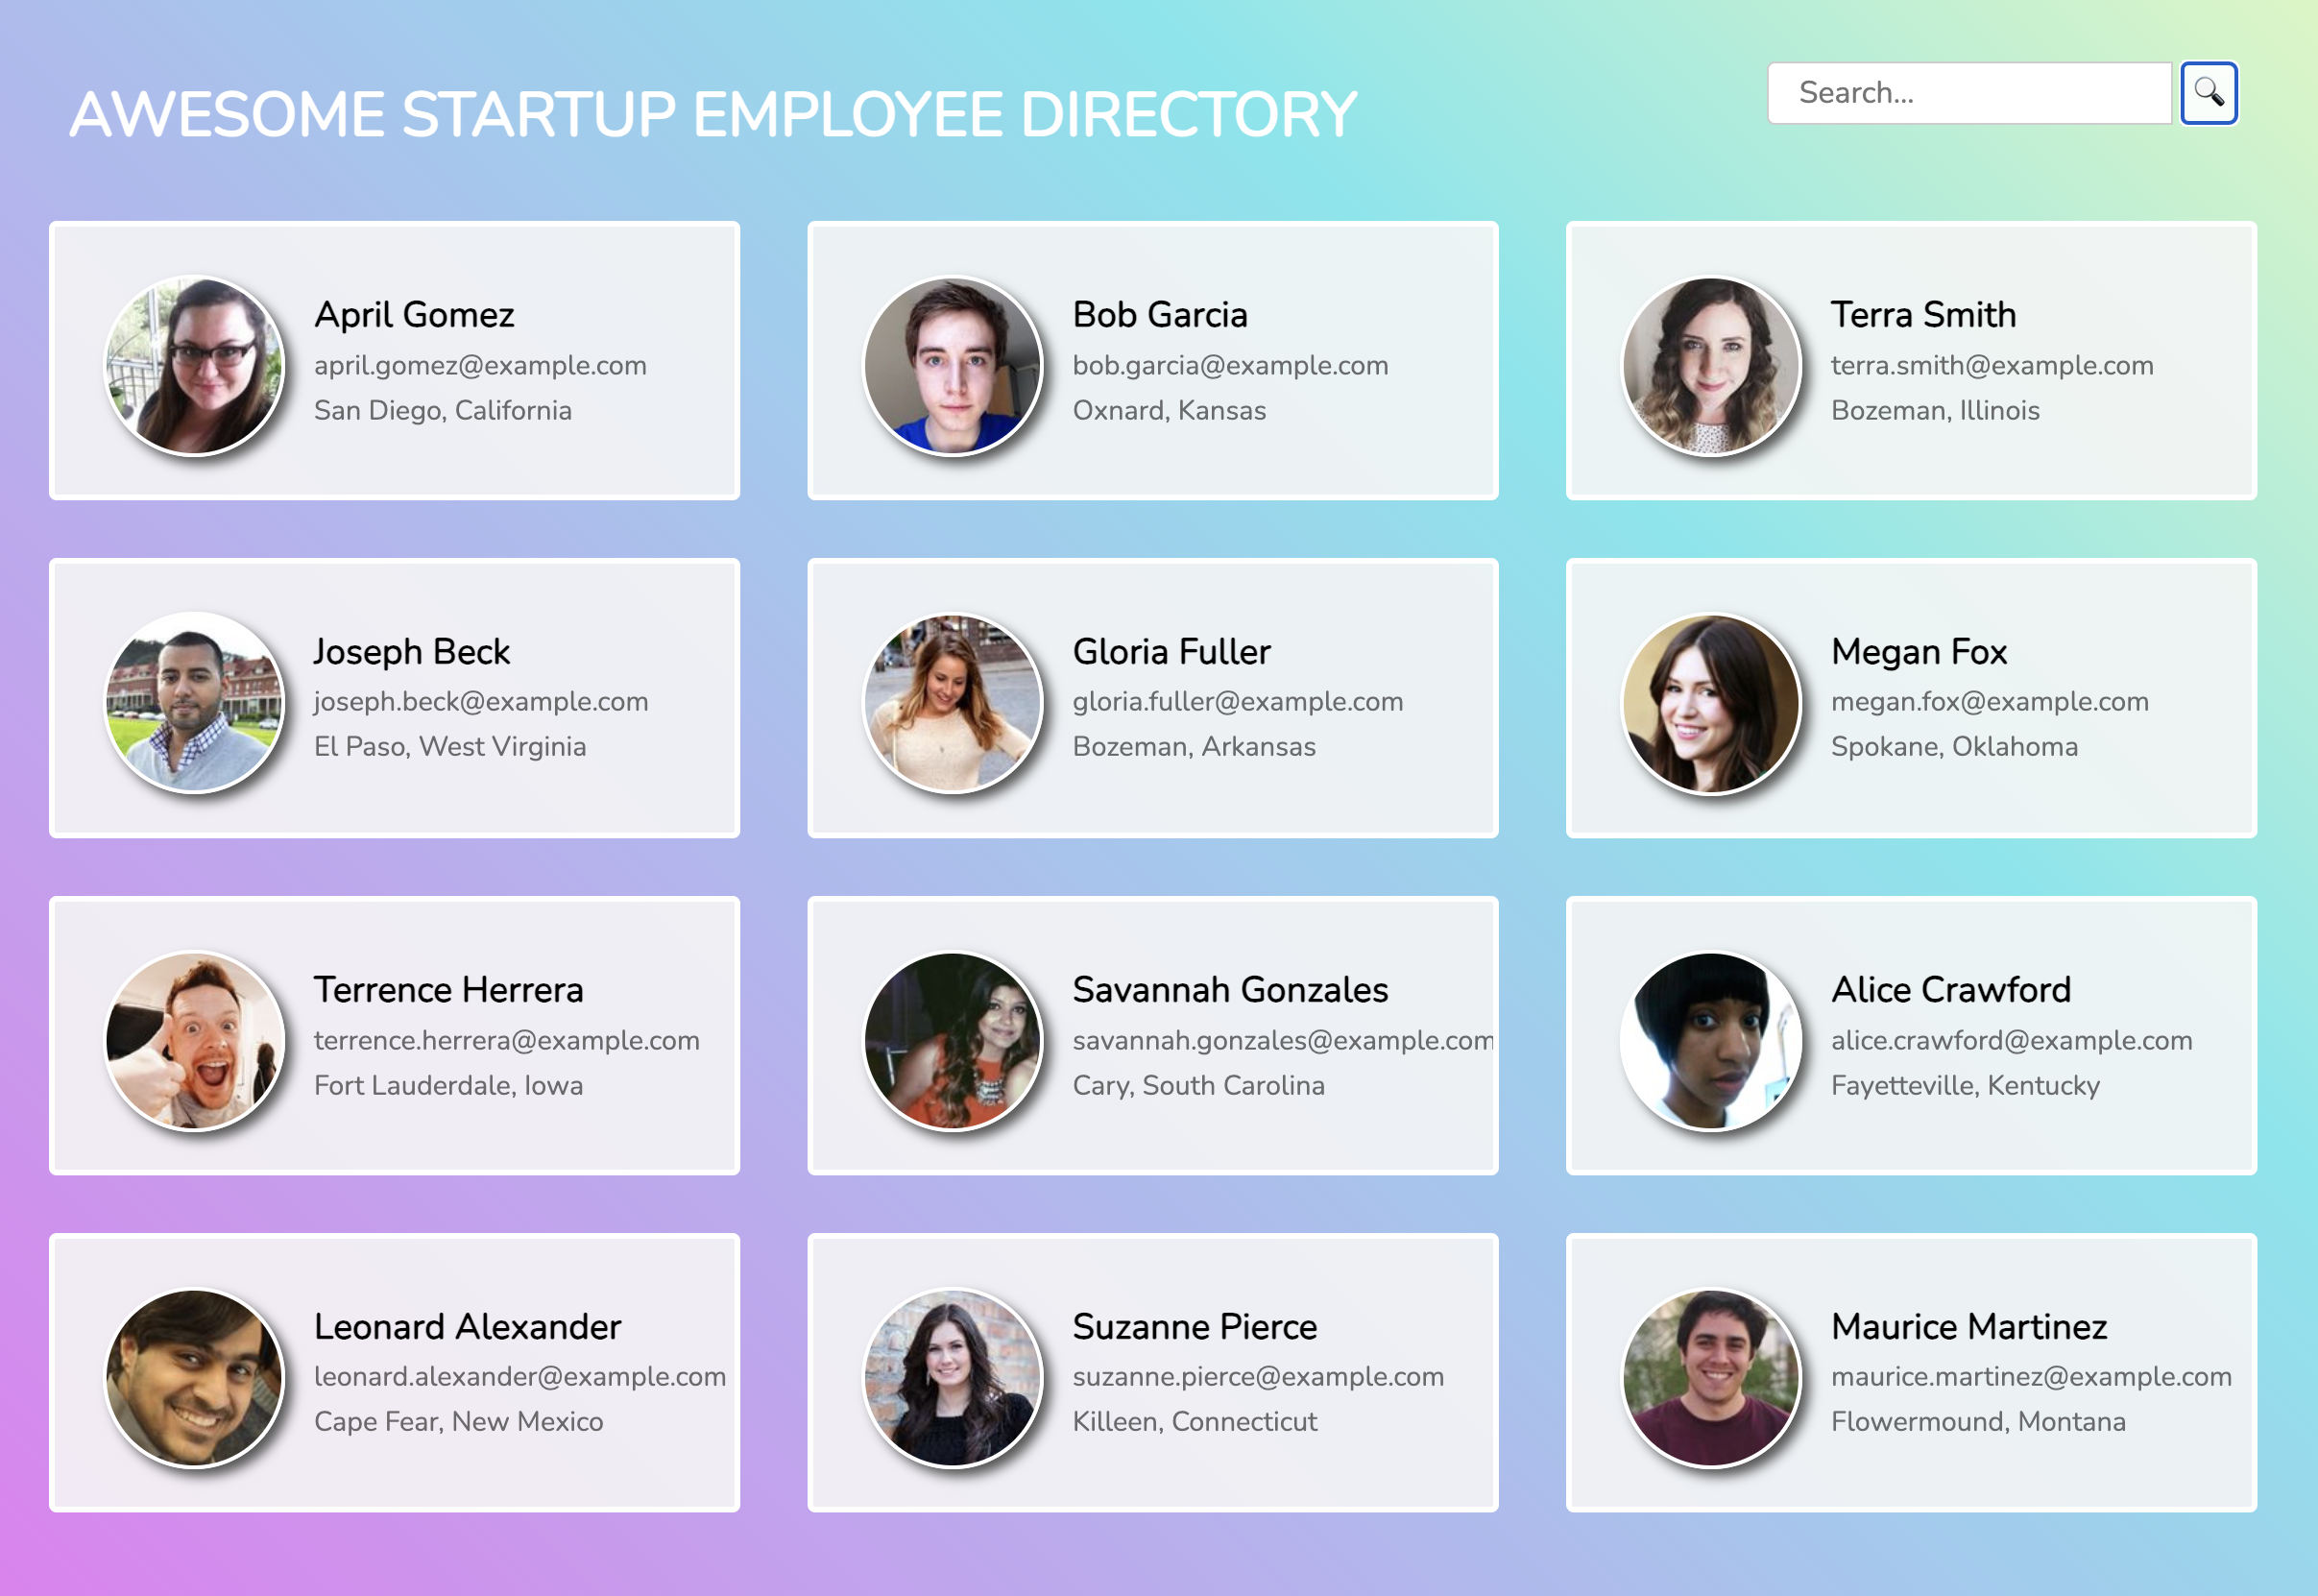 AWESOME STARTUP EMPLOYEE DIRECTORY
Search...
April Gomez
april.gomez@example.com
San Diego, California
Bob Garcia
bob.garcia@example.com
Oxnard, Kansas
Terra Smith
terra.smith@example.com
Bozeman, Illinois
Joseph Beck
joseph.beck@example.com
El Paso, West Virginia
Gloria Fuller
gloria.fuller@example.com
Bozeman, Arkansas
Megan Fox
megan.fox@example.com
Spokane, Oklahoma
Terrence Herrera
terrence.herrera@example.com
Fort Lauderdale, Iowa
Savannah Gonzales
savannah.gonzales@example.com
Cary, South Carolina
Alice Crawford
alice.crawford@example.com
Fayetteville, Kentucky
Leonard Alexander
leonard.alexander@example.com
Cape Fear, New Mexico
Suzanne Pierce
suzanne.pierce@example.com
Killeen, Connecticut
Maurice Martinez
maurice.martinez@example.com
Flowermound, Montana